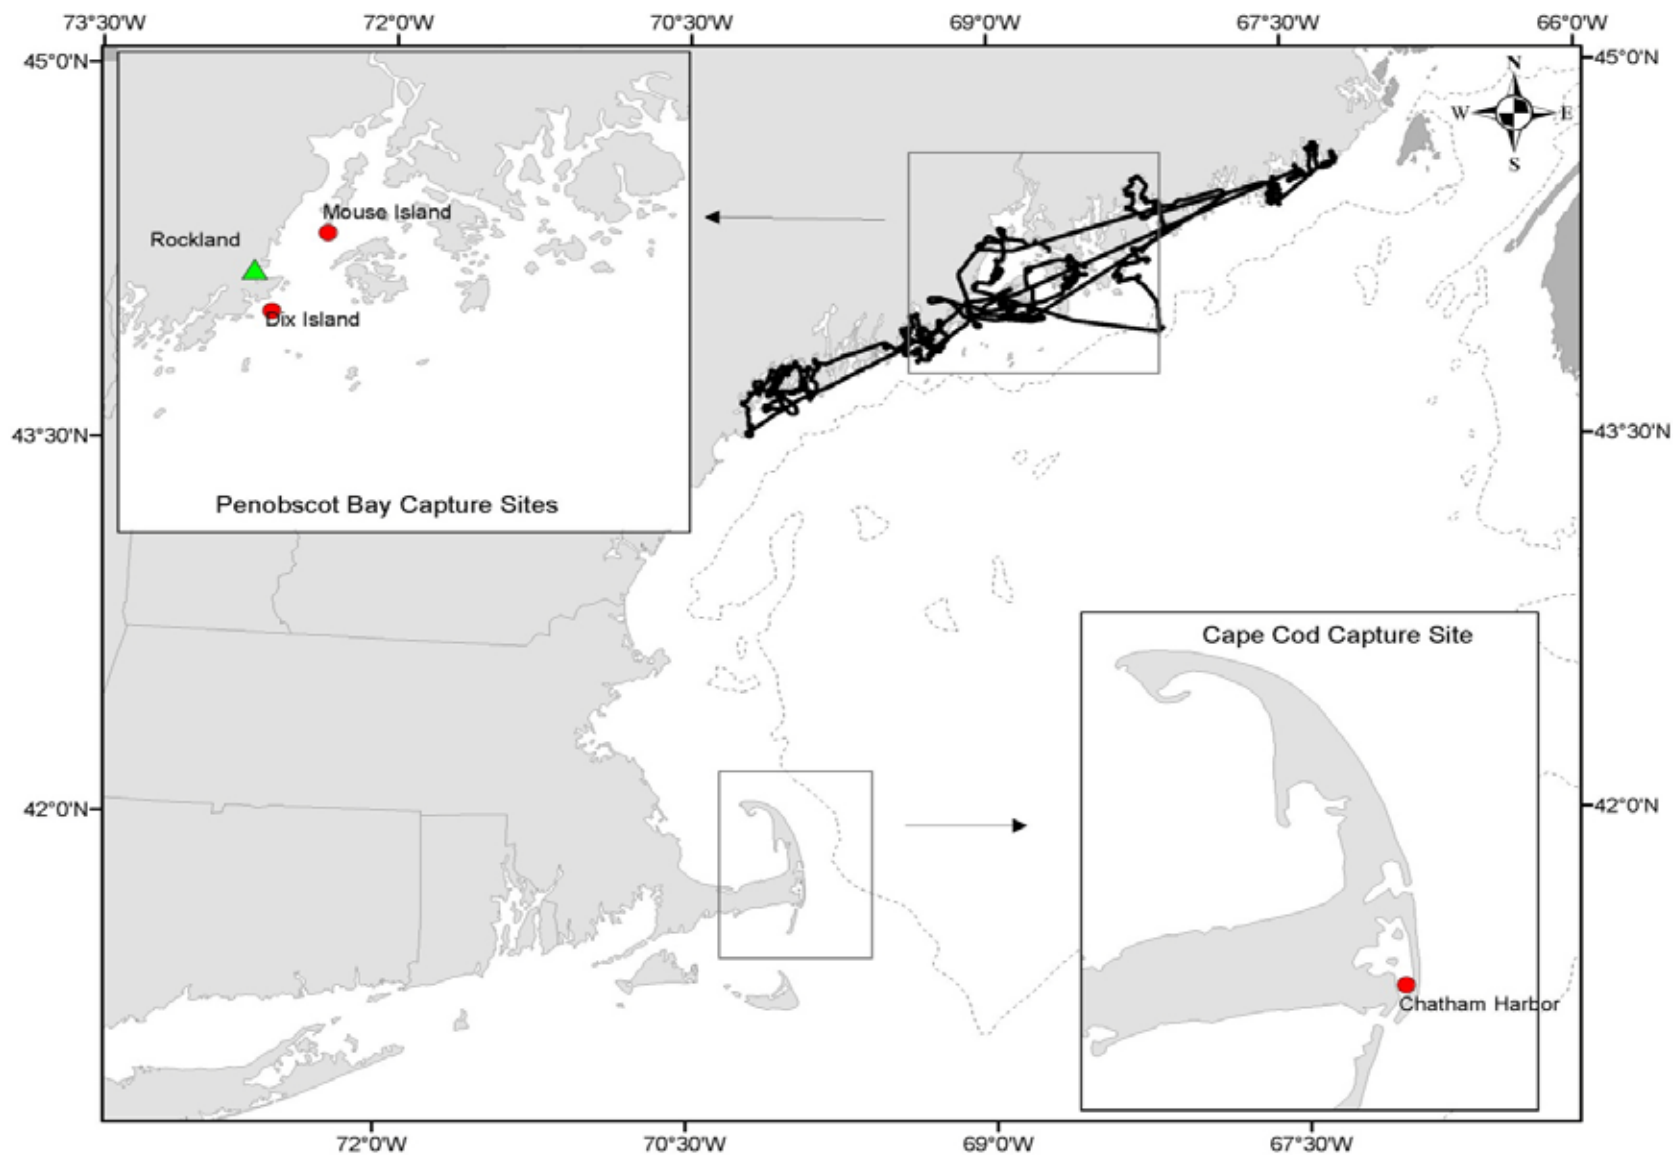 73°30'W 72°0'W 70°30'W 69°0'W 67°30'W 66°0'W
45°0'N 45°0'N
N
W E
S
Mouse Island
Rockland
Dix Island
43°30'N 43°30'N
Penobscot Bay Capture Sites
Cape Cod Capture Site
42°0'N 42°0'N
Chatham Harbor
72°0'W 70°30'W 69°0'W 67°30'W